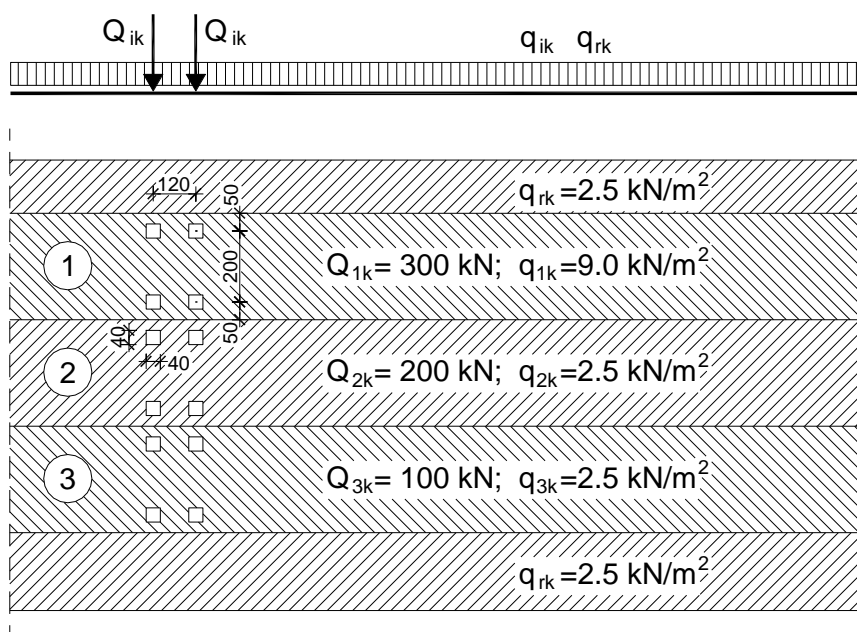 Q ik Q ik q ik q rk
120
50
q rk =2.5 kN/m²
1
200
Q 1k = 300 kN; q 1k =9.0 kN/m²
50
40
40
2
Q 2k = 200 kN; q 2k =2.5 kN/m²
3
Q 3k = 100 kN; q 3k =2.5 kN/m²
q rk =2.5 kN/m²